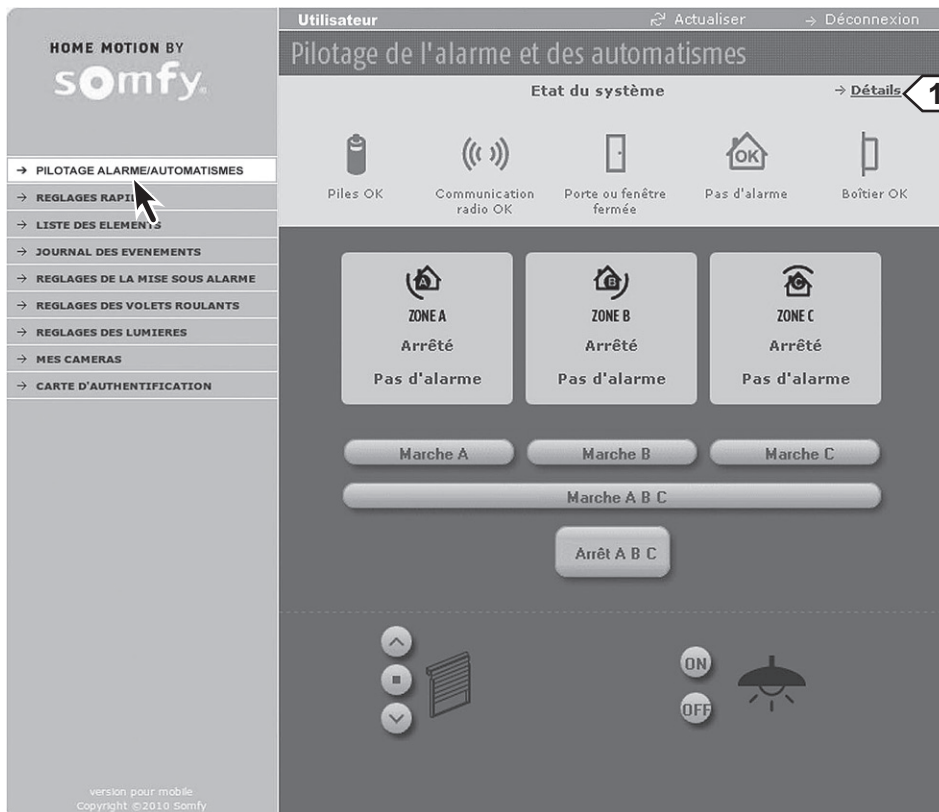 HOME MOTION BY
somfy.
→ PILOTAGE ALARME/AUTOMATISMES
→ REGLAGES RAPI
→ LISTE DES ELEMENTS
→ JOURNAL DES EVENEMENTS
→ REGLAGES DE LA MISE SOUS ALARME
→ REGLAGES DES VOLETS ROULANTS
→ REGLAGES DES LUMIERES
→ MES CAMERAS
→ CARTE D'AUTHENTIFICATION
version pour mobile
Copyright ©2010 Somfy
Utilisateur Actualiser → Déconnexion
Pilotage de l'alarme et des automatismes
Etat du système → Détails 1
OK
Piles OK
Communication radio OK
Porte ou fenêtre fermée
Pas d'alarme
Boîtier OK
A
ZONE A
Arrêté
Pas d'alarme
B
ZONE B
Arrêté
Pas d'alarme
C
ZONE C
Arrêté
Pas d'alarme
Marche A Marche B Marche C
Marche A B C
Arrêt A B C
ON
OFF